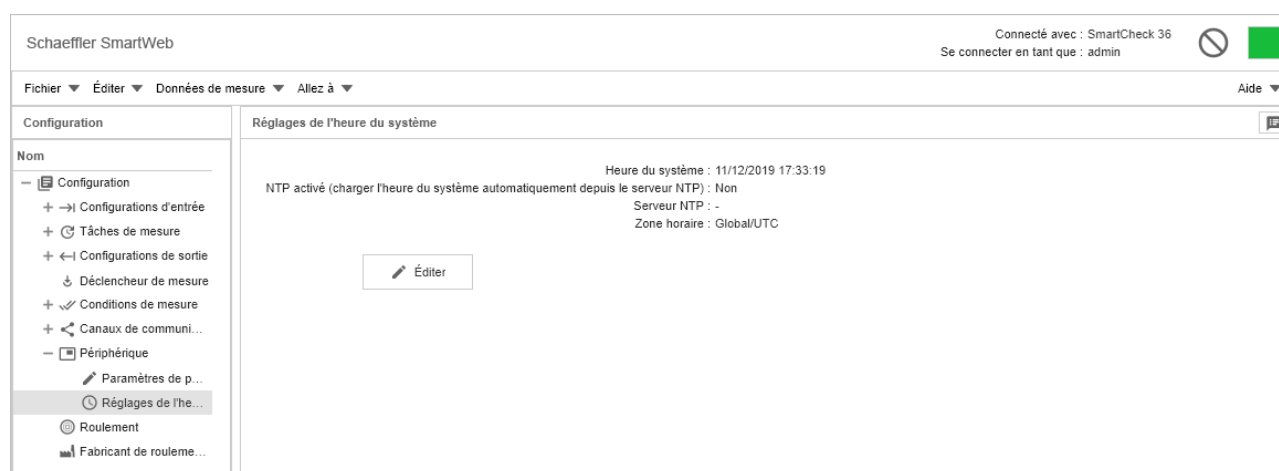 Schaeffler SmartWeb
Connecté avec : SmartCheck 36
Se connecter en tant que : admin
Fichier Éditer Données de mesure Allez à Aide
Configuration
Réglages de l'heure du système
Nom
Configuration
Configurations d'entrée
Tâches de mesure
Configurations de sortie
Déclencheur de mesure
Conditions de mesure
Canaux de communi...
Périphérique
Paramètres de p...
Réglages de l'he...
Roulement
Fabricant de rouleme...
Heure du système : 11/12/2019 17:33:19
NTP activé (charger l'heure du système automatiquement depuis le serveur NTP) : Non
Serveur NTP : -
Zone horaire : Global/UTC
Éditer